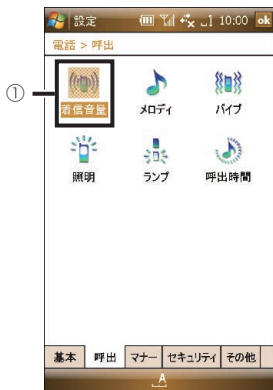 設定 10:00 ok
電話 > 呼出
①
着信音量 メロディ バイブ
照明 ランプ 呼出時間
基本 呼出 マナー セキュリティ その他
A